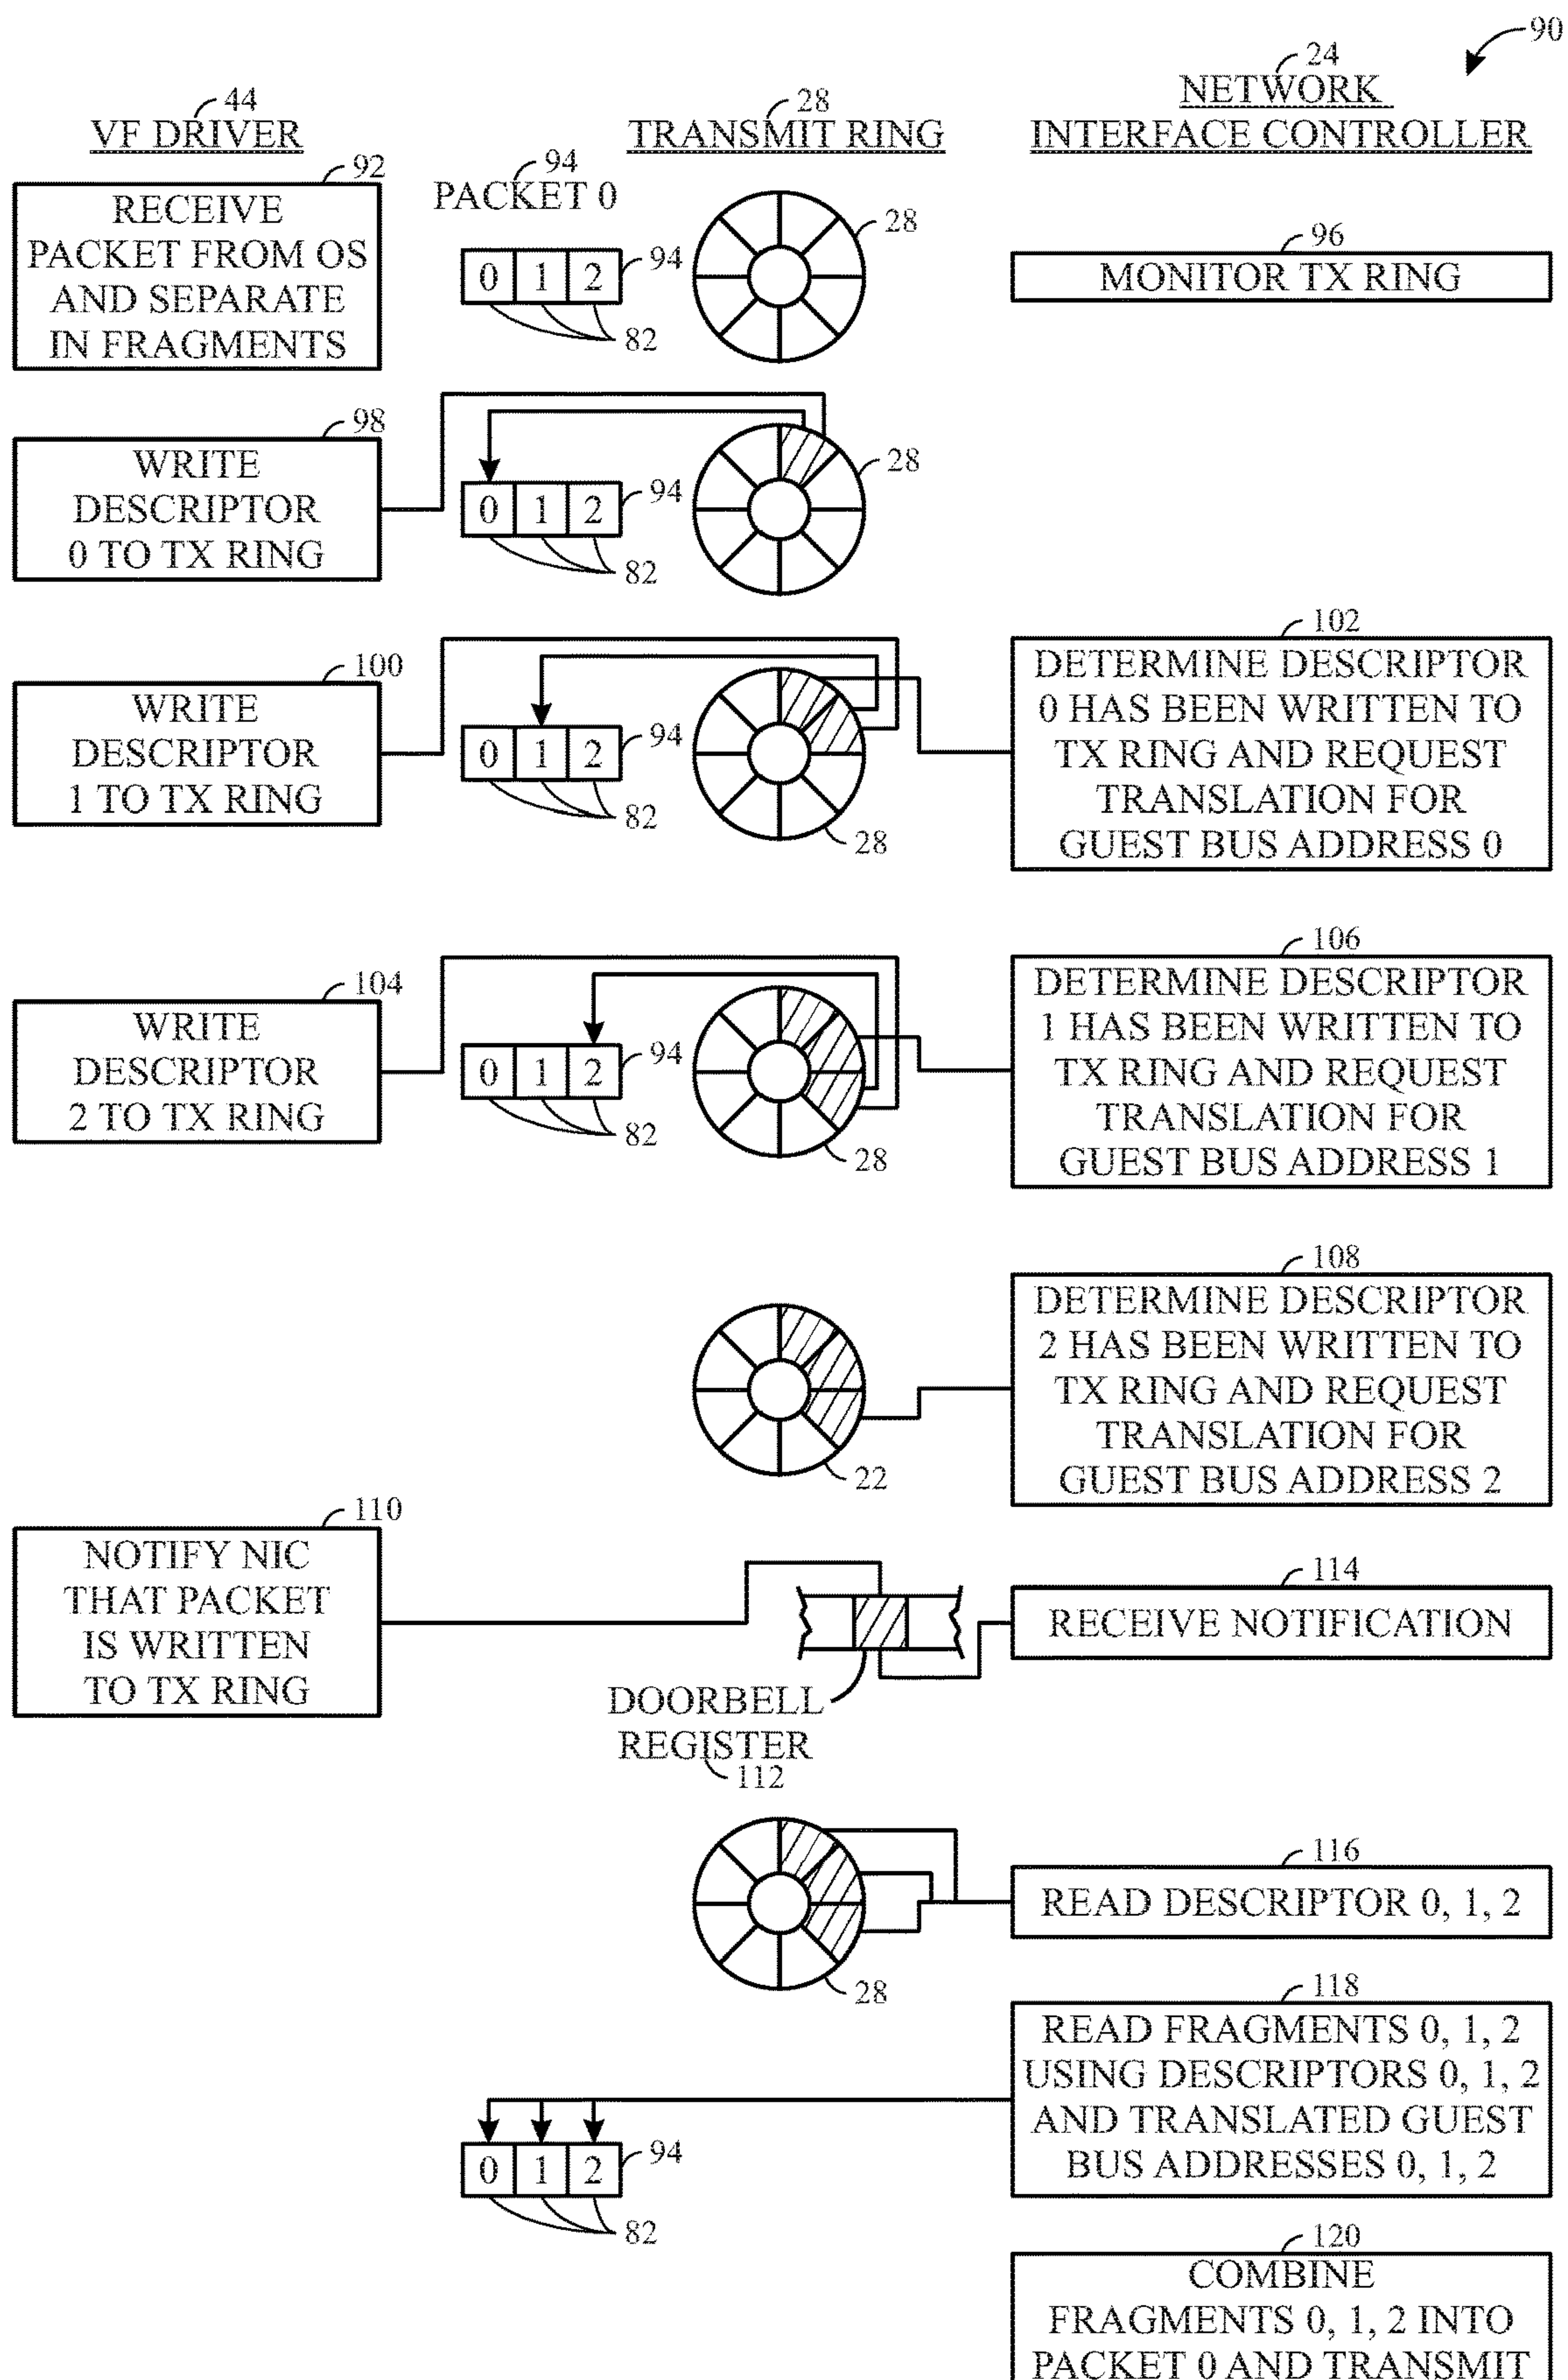 90
44
VF DRIVER
28
TRANSMIT RING
24
NETWORK
INTERFACE CONTROLLER
92
RECEIVE
PACKET FROM OS
AND SEPARATE
IN FRAGMENTS
94
PACKET 0
0 1 2
94
82
28
96
MONITOR TX RING
98
WRITE
DESCRIPTOR
0 TO TX RING
0 1 2
94
82
28
100
WRITE
DESCRIPTOR
1 TO TX RING
0 1 2
94
82
28
102
DETERMINE DESCRIPTOR
0 HAS BEEN WRITTEN TO
TX RING AND REQUEST
TRANSLATION FOR
GUEST BUS ADDRESS 0
104
WRITE
DESCRIPTOR
2 TO TX RING
0 1 2
94
82
28
106
DETERMINE DESCRIPTOR
1 HAS BEEN WRITTEN TO
TX RING AND REQUEST
TRANSLATION FOR
GUEST BUS ADDRESS 1
22
108
DETERMINE DESCRIPTOR
2 HAS BEEN WRITTEN TO
TX RING AND REQUEST
TRANSLATION FOR
GUEST BUS ADDRESS 2
110
NOTIFY NIC
THAT PACKET
IS WRITTEN
TO TX RING
DOORBELL
REGISTER
112
114
RECEIVE NOTIFICATION
28
116
READ DESCRIPTOR 0, 1, 2
118
READ FRAGMENTS 0, 1, 2
USING DESCRIPTORS 0, 1, 2
AND TRANSLATED GUEST
BUS ADDRESSES 0, 1, 2
0 1 2
94
82
120
COMBINE
FRAGMENTS 0, 1, 2 INTO
PACKET 0 AND TRANSMIT